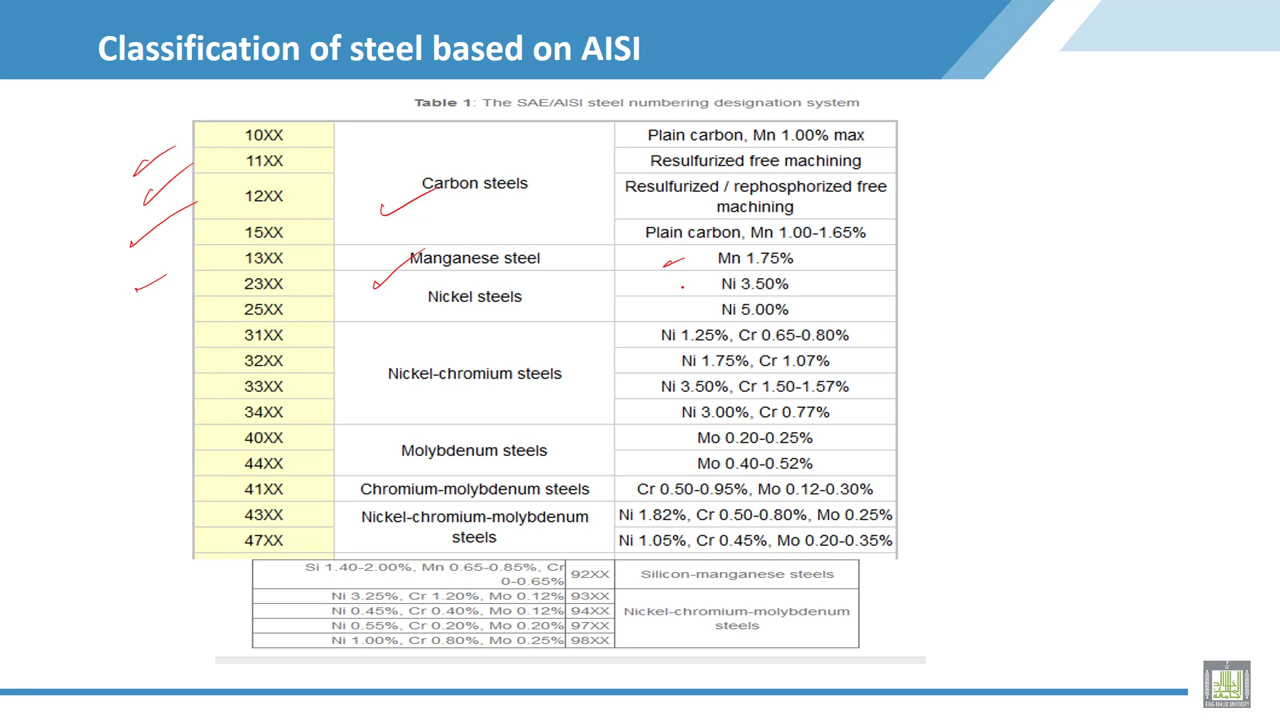 Classification of steel based on AISI
Table 1: The SAE/AISI steel numbering designation system
10XX
Carbon steels
Plain carbon, Mn 1.00% max
11XX
Resulfurized free machining
12XX
Resulfurized / rephosphorized free
machining
15XX
Plain carbon, Mn 1.00-1.65%
13XX
Manganese steel
Mn 1.75%
23XX
Nickel steels
Ni 3.50%
25XX
Ni 5.00%
31XX
Nickel-chromium steels
Ni 1.25%, Cr 0.65-0.80%
32XX
Ni 1.75%, Cr 1.07%
33XX
Ni 3.50%, Cr 1.50-1.57%
34XX
Ni 3.00%, Cr 0.77%
40XX
Molybdenum steels
Mo 0.20-0.25%
44XX
Mo 0.40-0.52%
41XX
Chromium-molybdenum steels
Cr 0.50-0.95%, Mo 0.12-0.30%
43XX
Nickel-chromium-molybdenum
steels
Ni 1.82%, Cr 0.50-0.80%, Mo 0.25%
47XX
Ni 1.05%, Cr 0.45%, Mo 0.20-0.35%
Si 1.40-2.00%, Mn 0.65-0.85%, Cr
0-0.65%
92XX
Silicon-manganese steels
Ni 3.25%, Cr 1.20%, Mo 0.12%
93XX
Nickel-chromium-molybdenum
steels
Ni 0.45%, Cr 0.40%, Mo 0.12%
94XX
Ni 0.55%, Cr 0.20%, Mo 0.20%
97XX
Ni 1.00%, Cr 0.80%, Mo 0.25%
98XX
KING KHALID UNIVERSITY